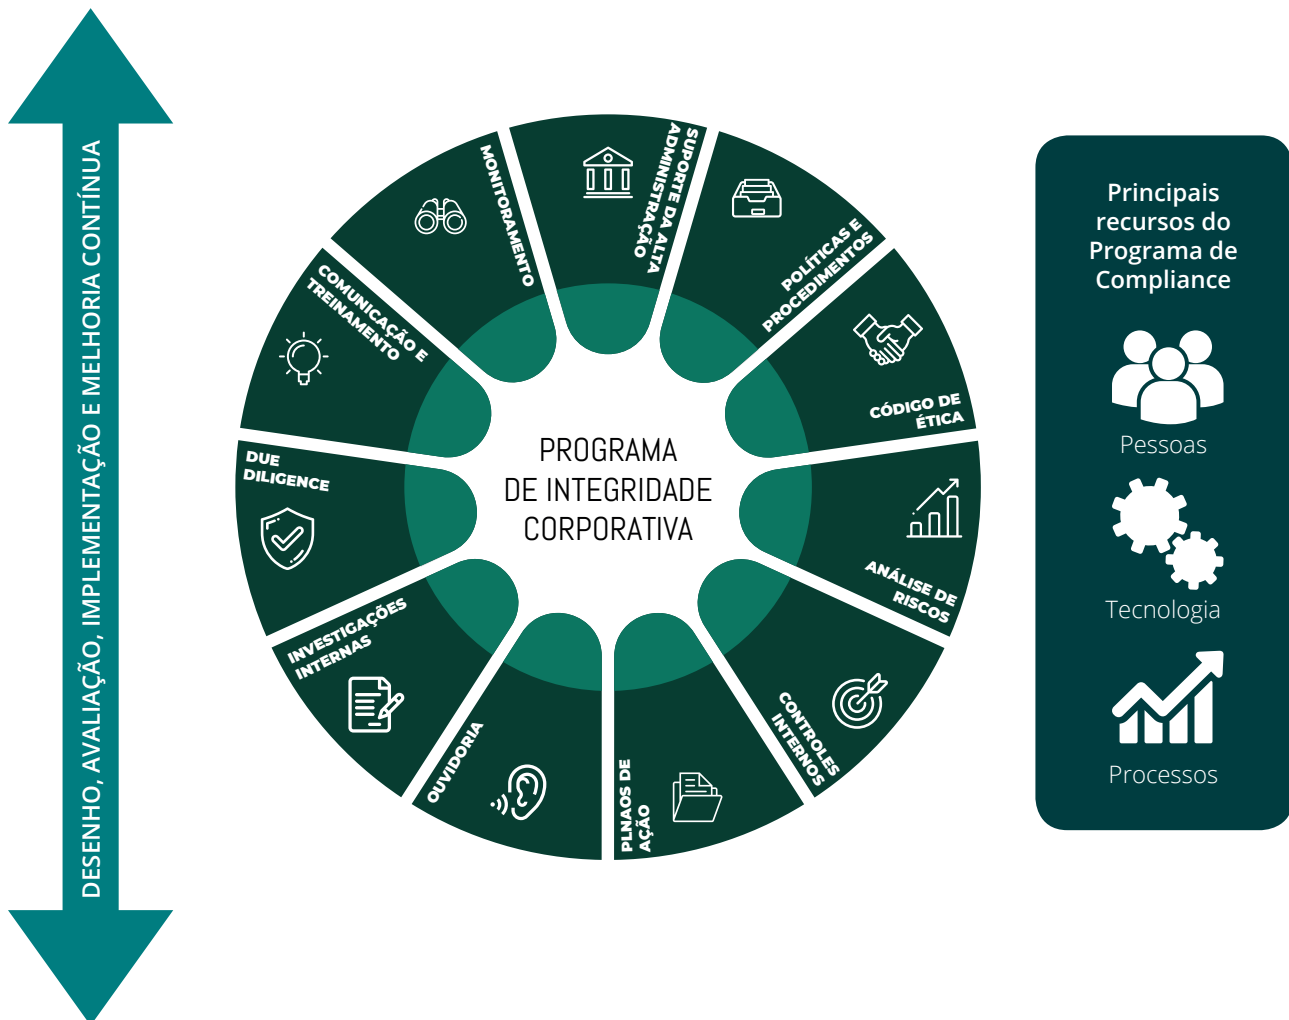 DESENHO, AVALIAÇÃO, IMPLEMENTAÇÃO E MELHORIA CONTÍNUA
SUPORTE DA ALTA
ADMINISTRAÇÃO
POLÍTICAS E
PROCEDIMENTOS
CÓDIGO DE
ÉTICA
ANÁLISE DE
RISCOS
CONTROLES
INTERNOS
PLNAOS DE
AÇÃO
OUVIDORIA
INVESTIGAÇÕES
INTERNAS
DUE
DILIGENCE
COMUNICAÇÃO E
TREINAMENTO
MONITORAMENTO
PROGRAMA
DE INTEGRIDADE
CORPORATIVA
Principais
recursos do
Programa de
Compliance
Pessoas
Tecnologia
Processos